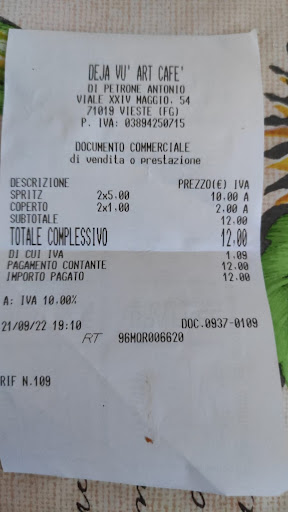 DEJA VU' ART CAFE'
DI PETRONE ANTONIO
VIALE XXIV MAGGIO, 54
71019 VIESTE (FG)
P. IVA: 03894250715
DOCUMENTO COMMERCIALE
di vendita o prestazione
DESCRIZIONE PREZZO(€) IVA
SPRITZ 2x5.00 10.00 A
COPERTO 2x1.00 2.00 A
SUBTOTALE 12.00
TOTALE COMPLESSIVO 12.00
DI CUI IVA 1.09
PAGAMENTO CONTANTE 12.00
IMPORTO PAGATO 12.00
A: IVA 10.00%
21/09/22 19:10 DOC.0937-0109
RT 96MQR006620
RIF N.109